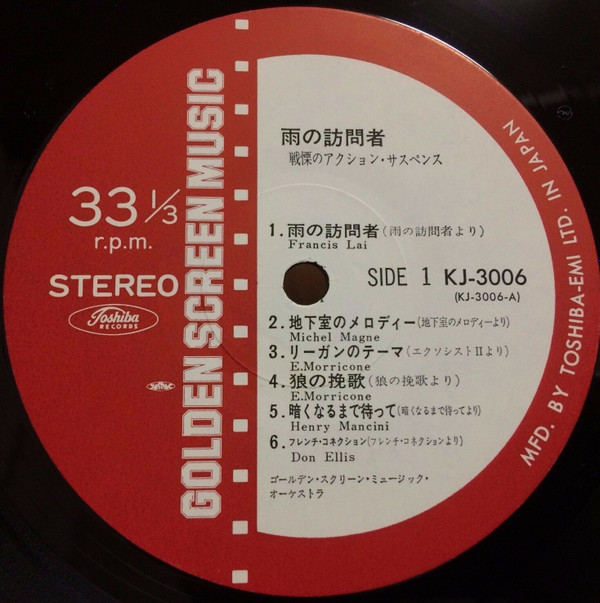 雨の訪問者
戦慄のアクション・サスペンス
33 1/3
r.p.m.
STEREO
Toshiba
RECORDS
GOLDEN SCREEN MUSIC
1. 雨の訪問者(雨の訪問者より)
Francis Lai
SIDE 1 KJ-3006
(KJ-3006-A)
2. 地下室のメロディー(地下室のメロディーより)
Michel Magne
3. リーガンのテーマ(エクソシストIIより)
E.Morricone
4. 狼の挽歌(狼の挽歌より)
E.Morricone
5. 暗くなるまで待って(暗くなるまで待ってより)
Henry Mancini
6. フレンチ・コネクション(フレンチ・コネクションより)
Don Ellis
ゴールデン・スクリーン・ミュージック・
オーケストラ
MFD. BY TOSHIBA-EMI LTD. IN JAPAN